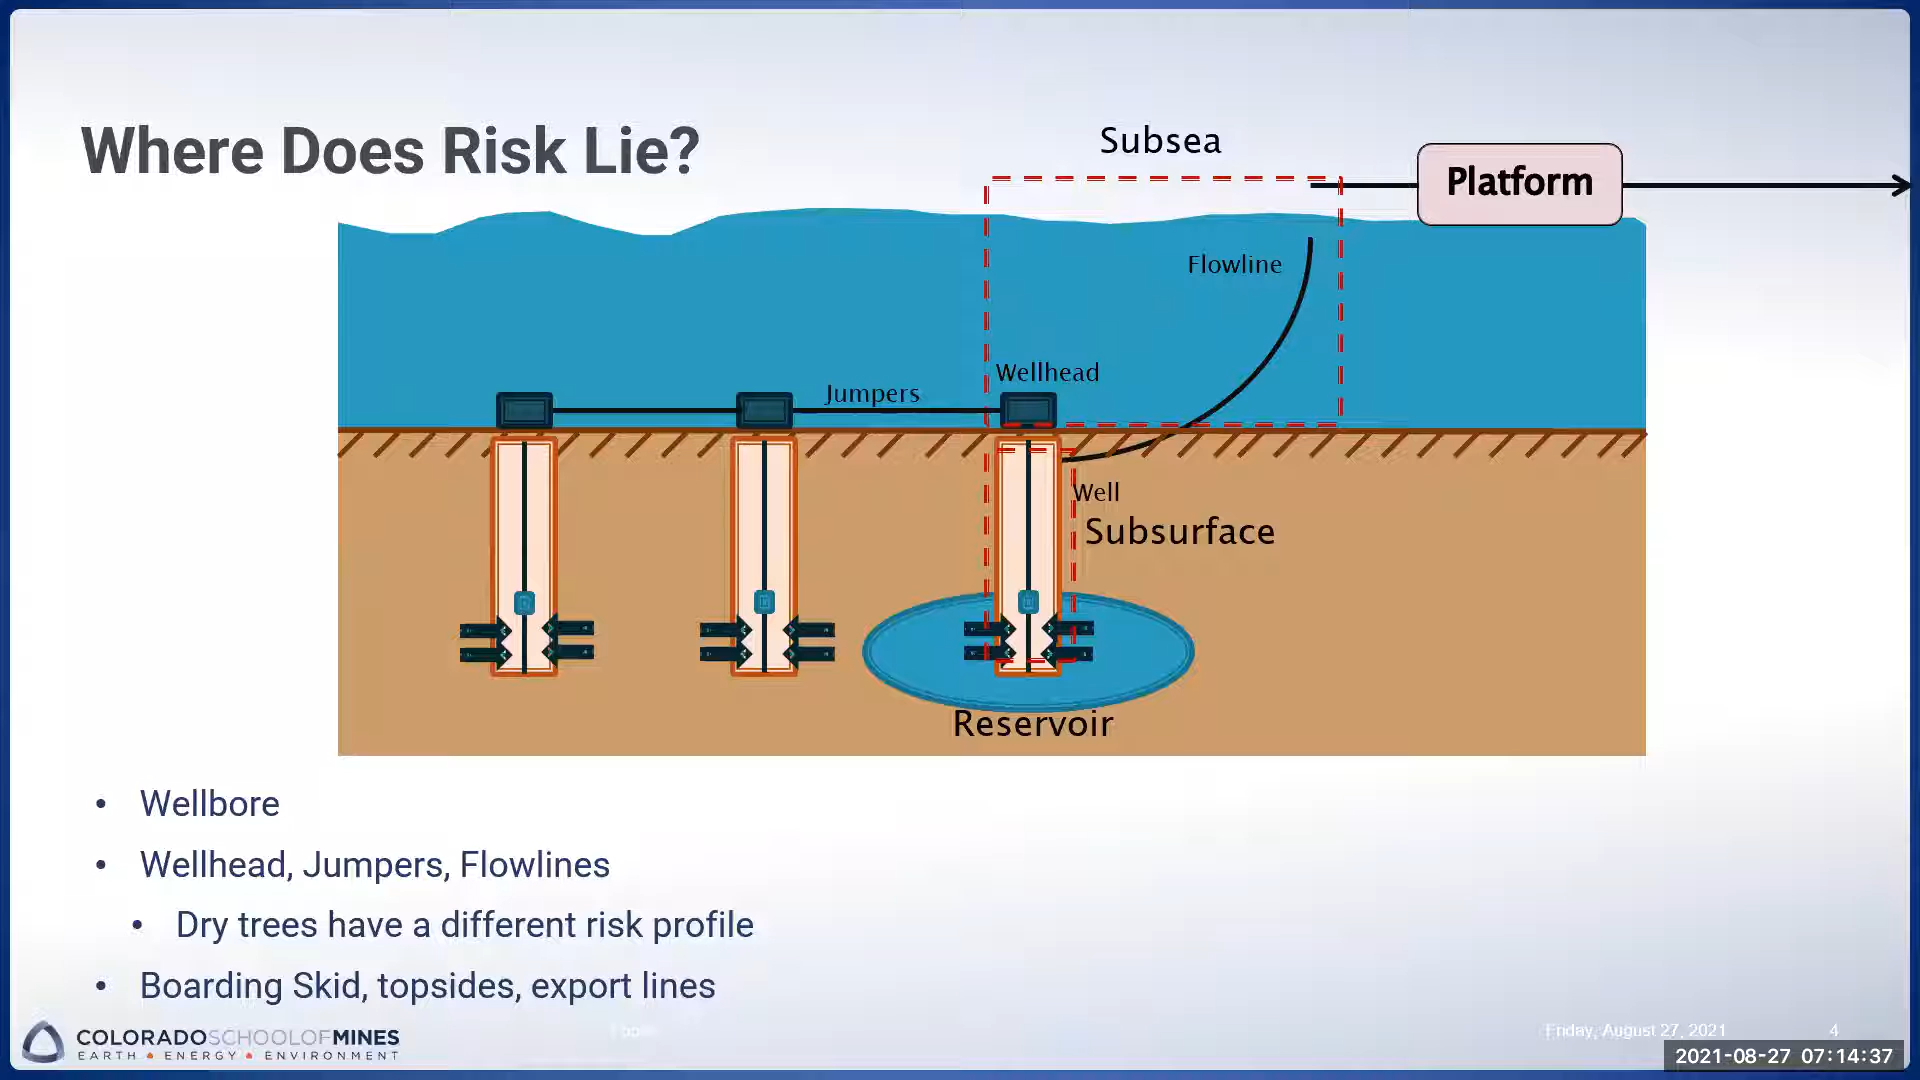 Where Does Risk Lie?
Subsea
Platform
Flowline
Wellhead
Jumpers
Well
Subsurface
Reservoir
• Wellbore
• Wellhead, Jumpers, Flowlines
• Dry trees have a different risk profile
• Boarding Skid, topsides, export lines
COLORADOSCHOOLOFMINES
EARTH • ENERGY • ENVIRONMENT
Friday, August 27, 2021
4
2021-08-27 07:14:37